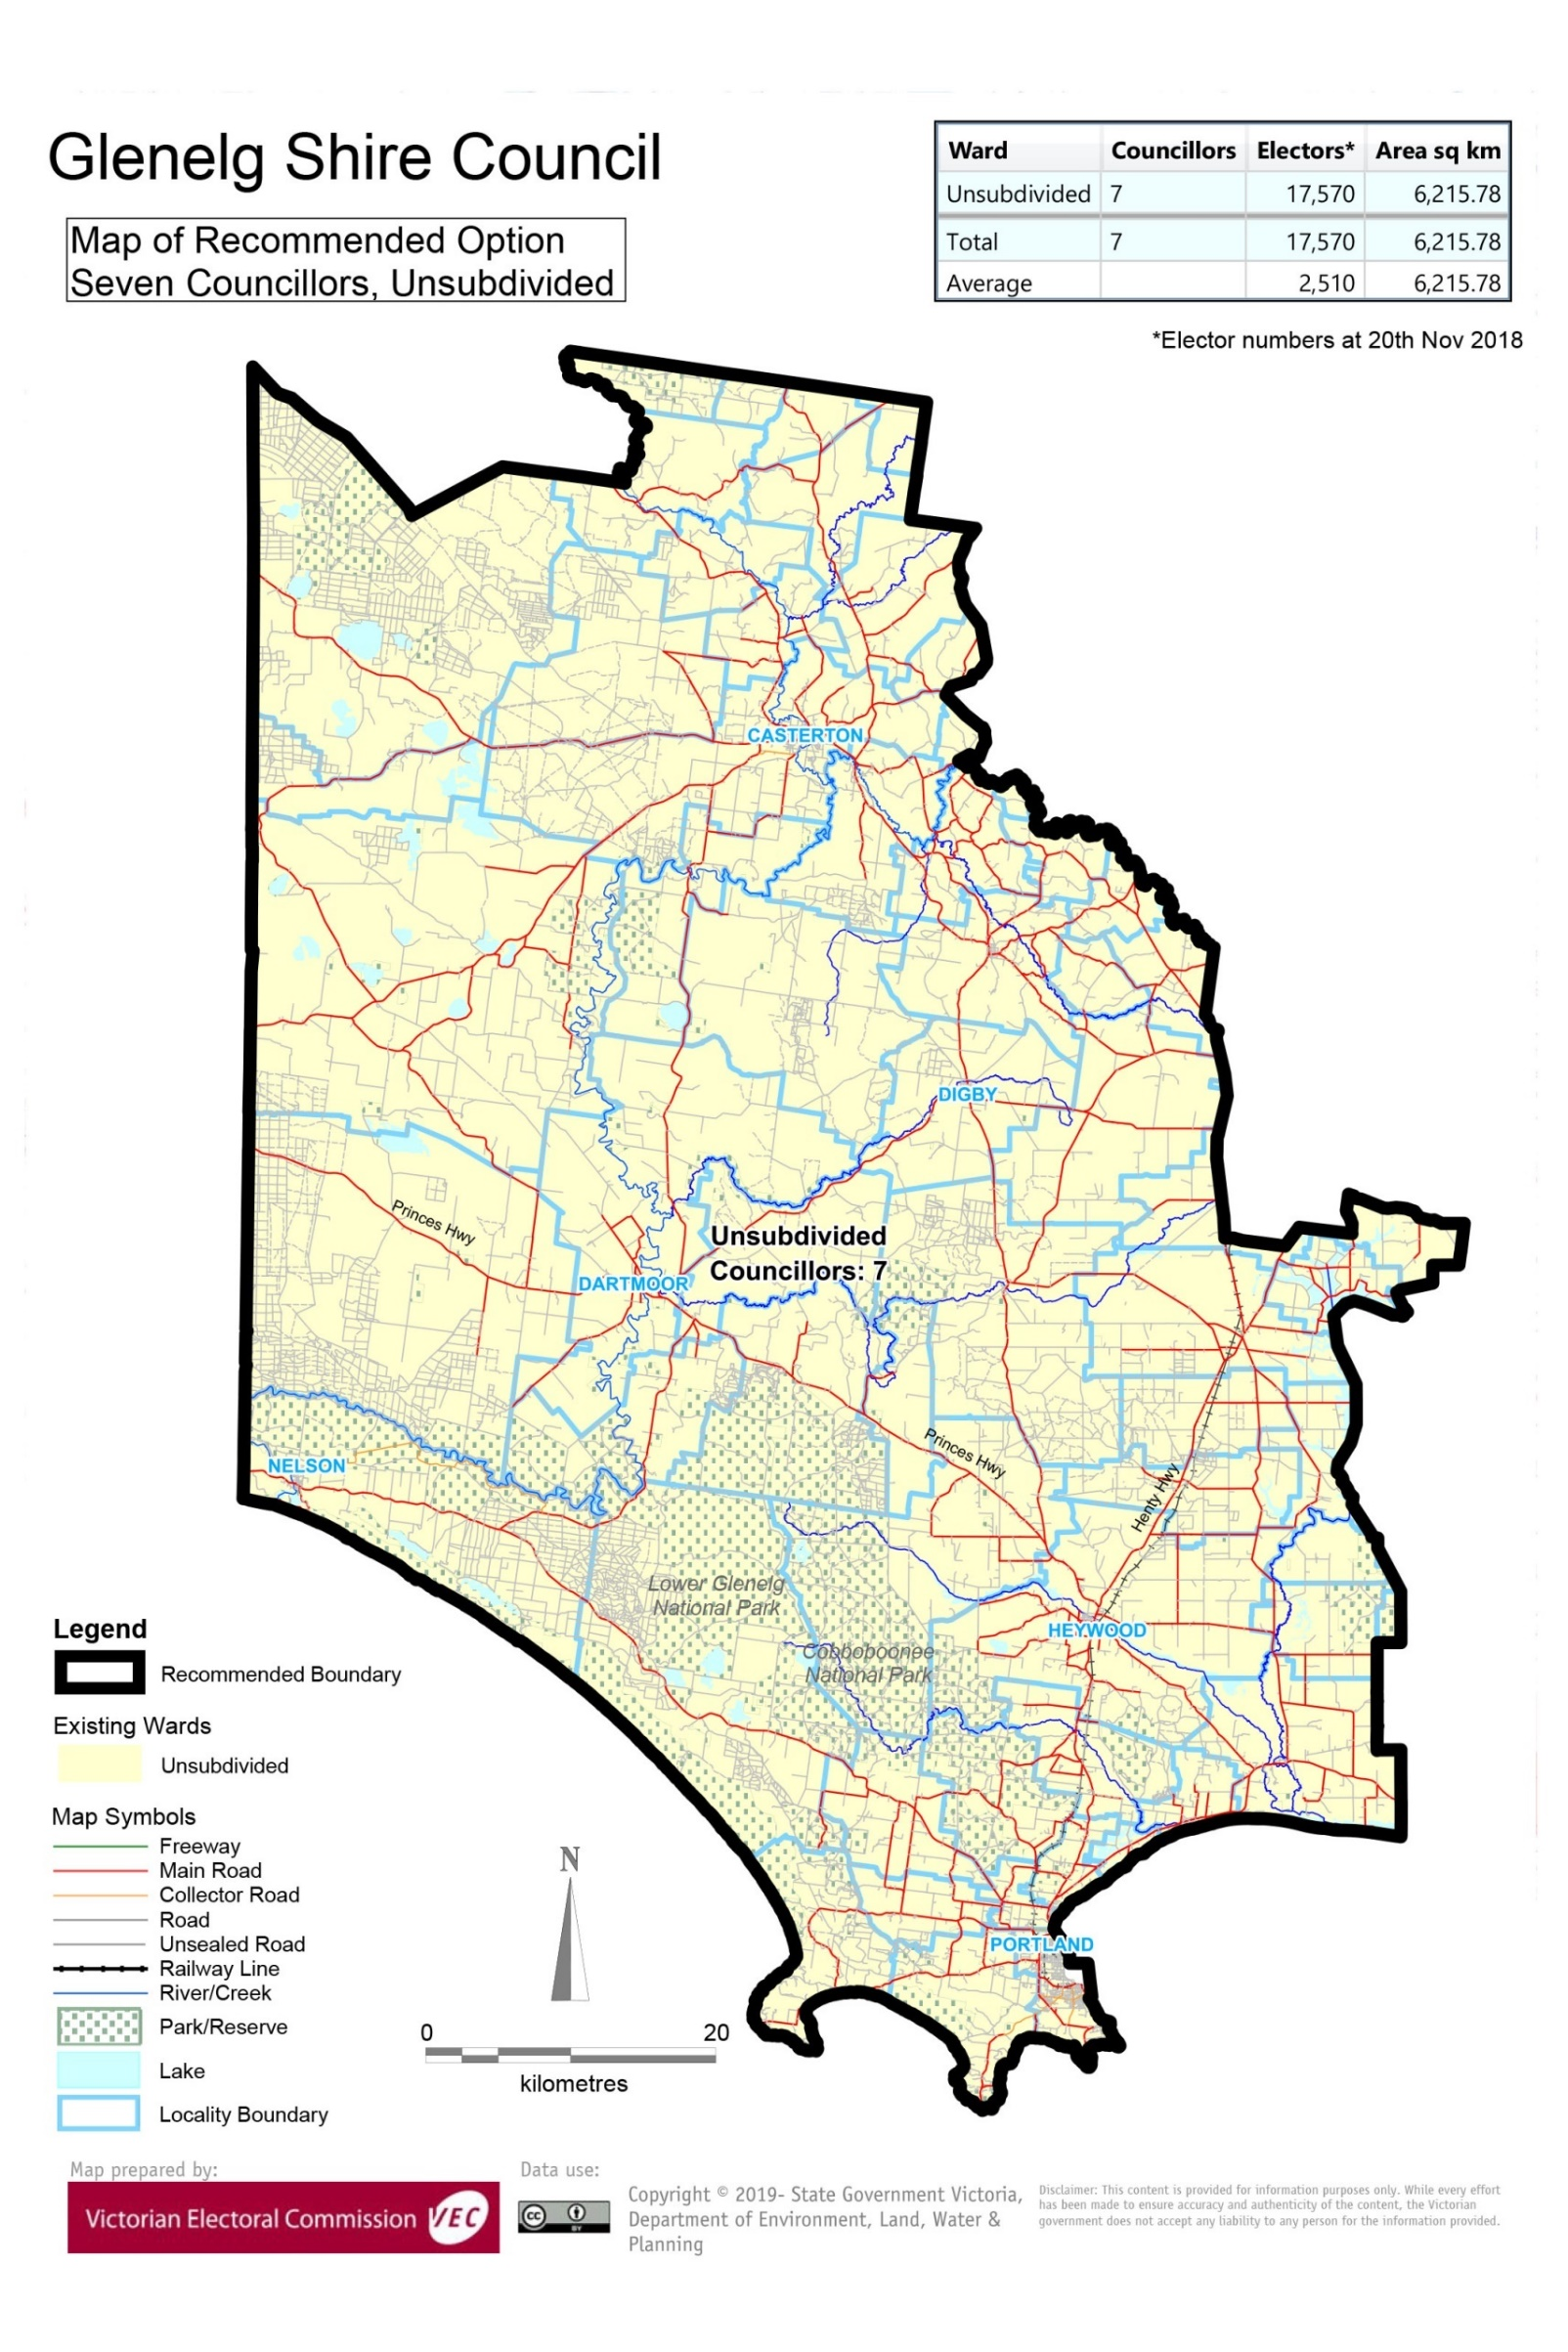 Glenelg Shire Council
Map of Recommended Option
Seven Councillors, Unsubdivided
Ward Councillors Electors* Area sq km
Unsubdivided 7 17,570 6,215.78
Total 7 17,570 6,215.78
Average 2,510 6,215.78
*Elector numbers at 20th Nov 2018
CASTERTON
DIGBY
Princes Hwy
Unsubdivided
Councillors: 7
DARTMOOR
Princes Hwy
NELSON
Henty Hwy
Lower Glenelg
National Park
HEYWOOD
Cobboboonee
National Park
PORTLAND
Legend
Recommended Boundary
Existing Wards
Unsubdivided
Map Symbols
Freeway
Main Road
Collector Road
Road
Unsealed Road
Railway Line
River/Creek
Park/Reserve
Lake
Locality Boundary
N
0 20
kilometres
Map prepared by:
Victorian Electoral Commission VEC
Data use:
cc BY
Copyright © 2019- State Government Victoria,
Department of Environment, Land, Water &
Planning
Disclaimer: This content is provided for information purposes only. While every effort
has been made to ensure accuracy and authenticity of the content, the Victorian
government does not accept any liability to any person for the information provided.